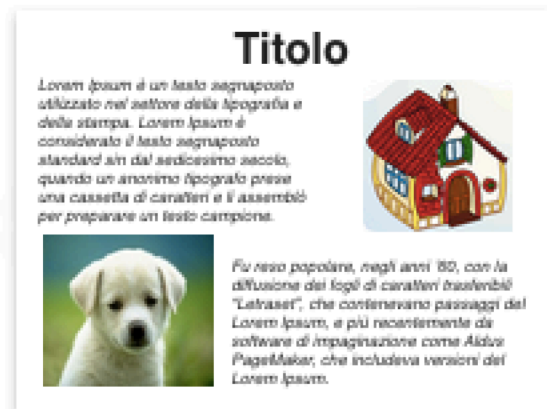 Titolo
Lorem Ipsum è un testo segnaposto
utilizzato nel settore della tipografia e
della stampa. Lorem Ipsum è
considerato il testo segnaposto
standard sin dal sedicesimo secolo,
quando un anonimo tipografo prese
una cassetta di caratteri e li assemblò
per preparare un testo campione.
Fu reso popolare, negli anni '60, con la
diffusione dei fogli di caratteri trasferibili
"Letraset", che contenevano passaggi del
Lorem Ipsum, e più recentemente da
software di impaginazione come Aldus
PageMaker, che includeva versioni del
Lorem Ipsum.